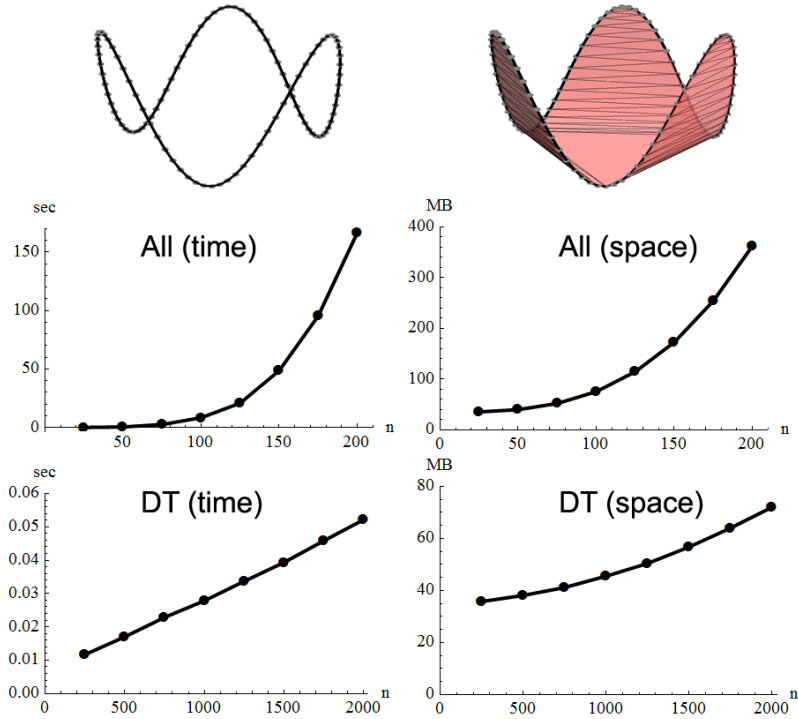 sec
All (time)
150
100
50
0
50 100 150 200 n
MB
All (space)
400
300
200
100
0
0 50 100 150 200 n
sec
DT (time)
0.06
0.05
0.04
0.03
0.02
0.01
0.00
0 500 1000 1500 2000 n
MB
DT (space)
80
60
40
20
0
0 500 1000 1500 2000 n